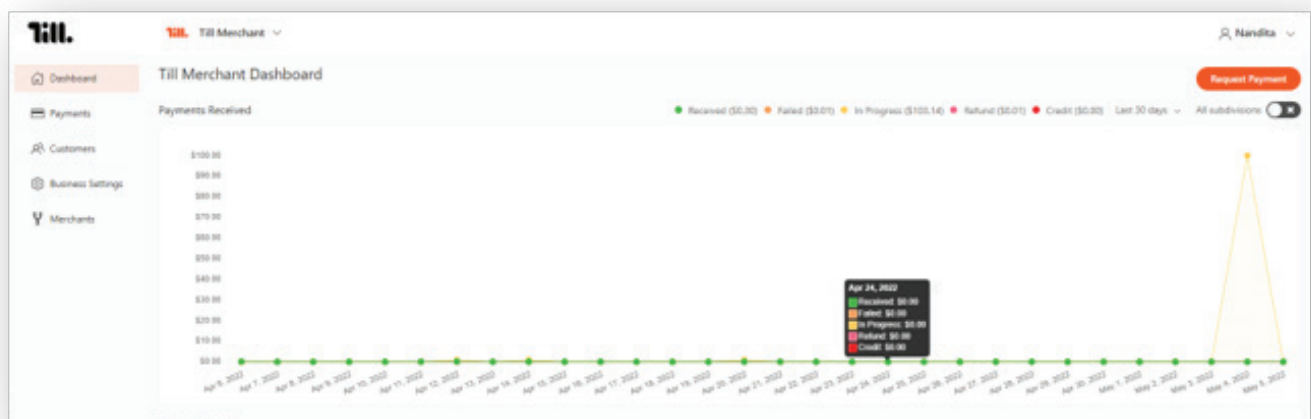 Till.
Till. Till Merchant
Nandita
Dashboard
Payments
Customers
Business Settings
Merchants
Till Merchant Dashboard
Request Payment
Payments Received
Received ($0.30) Failed ($0.01) In Progress ($103.14) Refund ($0.01) Credit ($0.00) Last 30 days All subdivisions
$100.00
$90.00
$80.00
$70.00
$60.00
$50.00
$40.00
$30.00
$20.00
$10.00
$0.00
Apr 24, 2022
Received: $0.00
Failed: $0.00
In Progress: $0.00
Refund: $0.00
Credit: $0.00
Apr 6, 2022 Apr 7, 2022 Apr 8, 2022 Apr 9, 2022 Apr 10, 2022 Apr 11, 2022 Apr 12, 2022 Apr 13, 2022 Apr 14, 2022 Apr 15, 2022 Apr 16, 2022 Apr 17, 2022 Apr 18, 2022 Apr 19, 2022 Apr 20, 2022 Apr 21, 2022 Apr 22, 2022 Apr 23, 2022 Apr 24, 2022 Apr 25, 2022 Apr 26, 2022 Apr 27, 2022 Apr 28, 2022 Apr 29, 2022 Apr 30, 2022 May 1, 2022 May 2, 2022 May 3, 2022 May 4, 2022 May 5, 2022